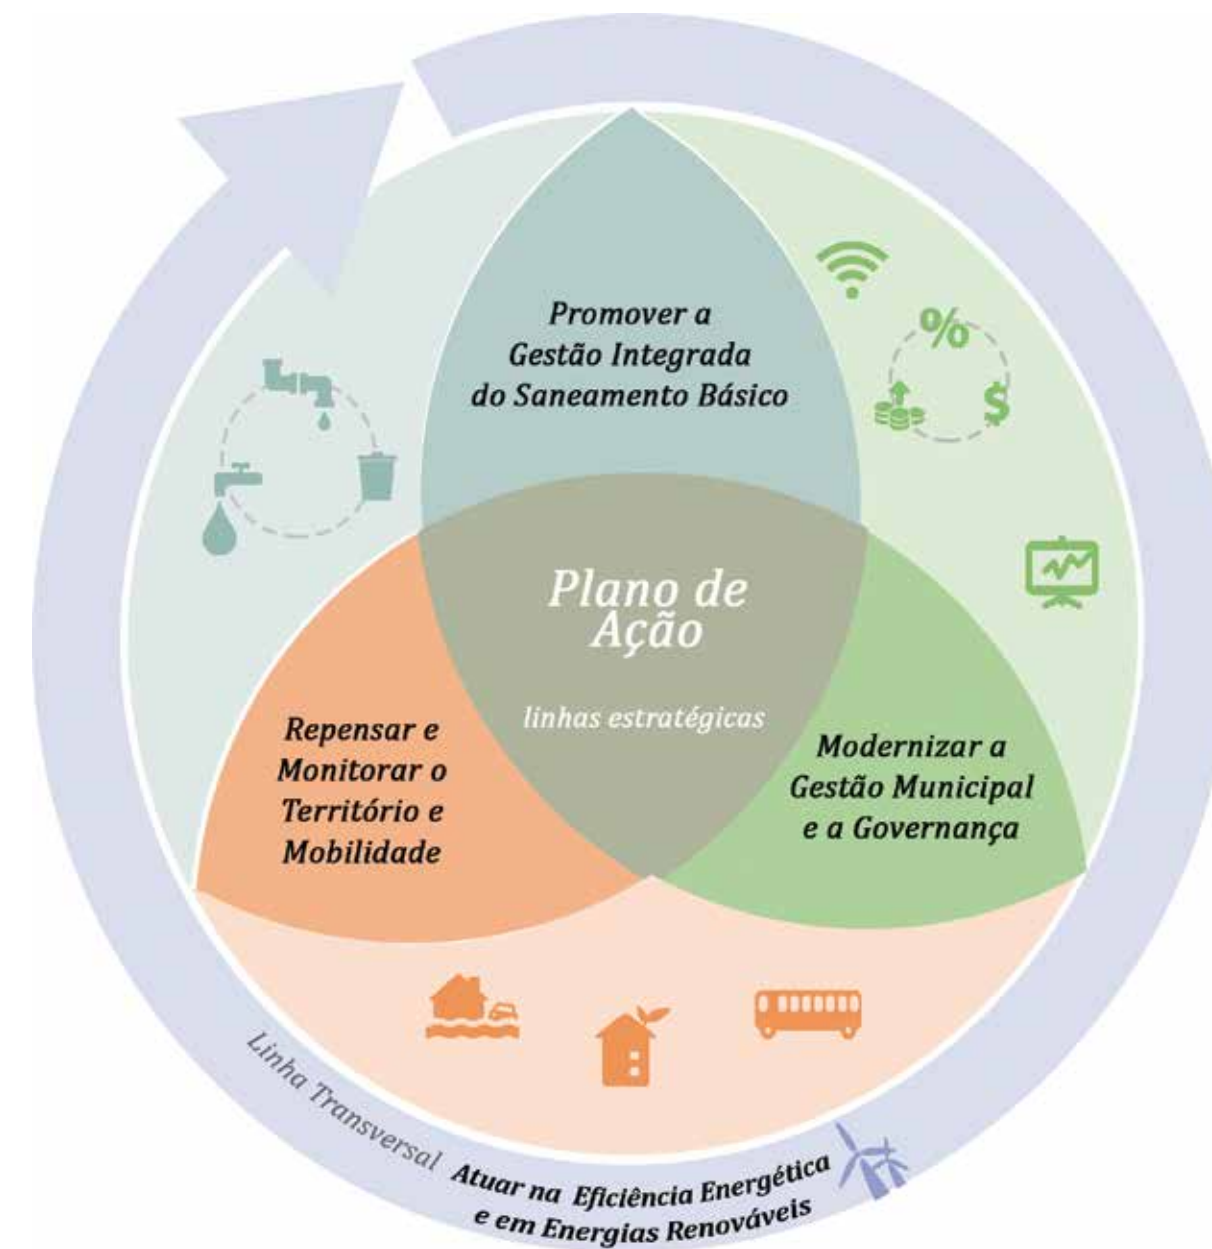 Promover a
Gestão Integrada
do Saneamento Básico
%
$
Plano de
Ação
linhas estratégicas
Repensar e
Monitorar o
Território e
Mobilidade
Modernizar a
Gestão Municipal
e a Governança
Linha Transversal Atuar na Eficiência Energética
e em Energias Renováveis